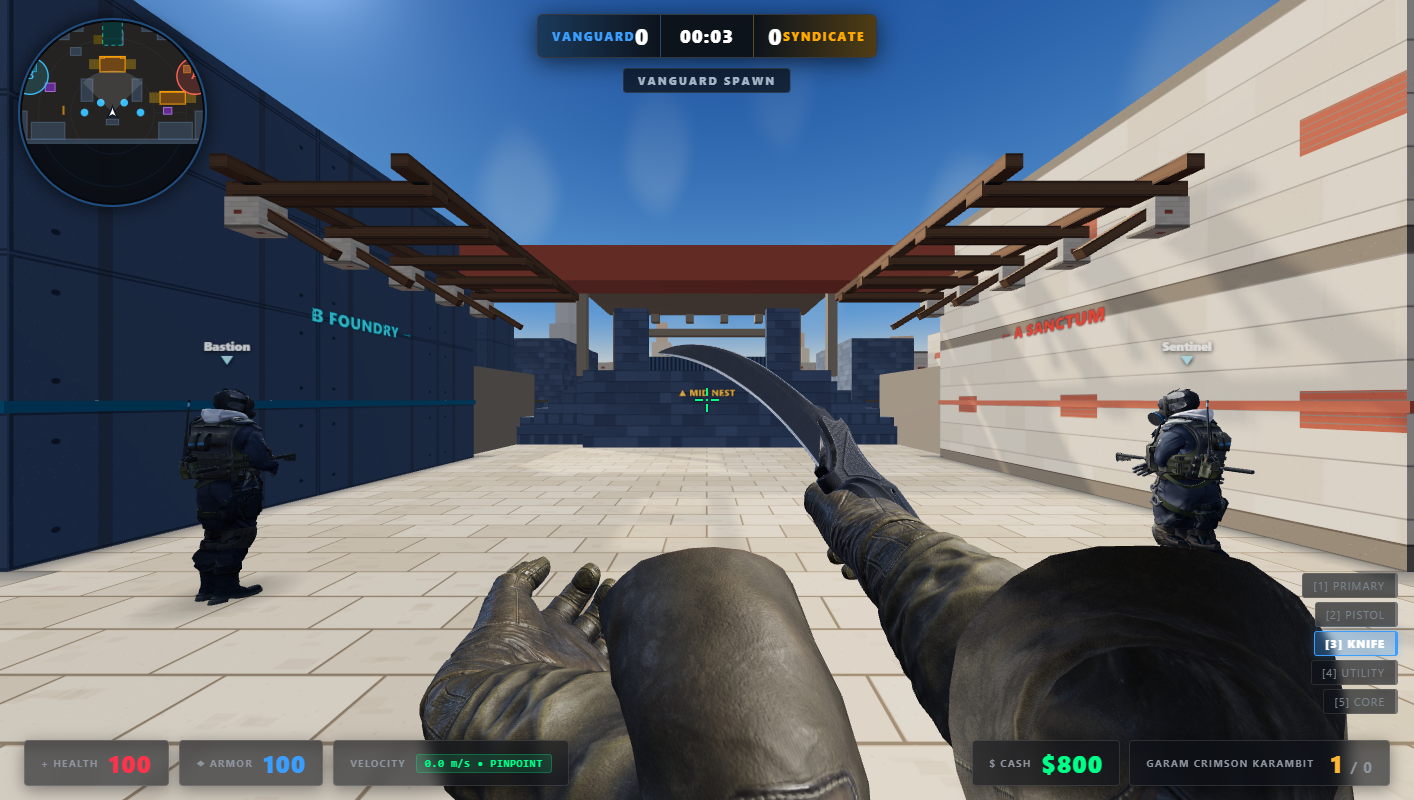 VANGUARD 0 00:03 0 SYNDICATE
VANGUARD SPAWN
B
A
B FOUNDRY
A SANCTUM
Bastion
Sentinel
▲ MID NEST
[1] PRIMARY
[2] PISTOL
[3] KNIFE
[4] UTILITY
[5] CORE
+ HEALTH 100
◆ ARMOR 100
VELOCITY 0.0 m/s • PINPOINT
$ CASH $800
GARAM CRIMSON KARAMBIT 1 / 0